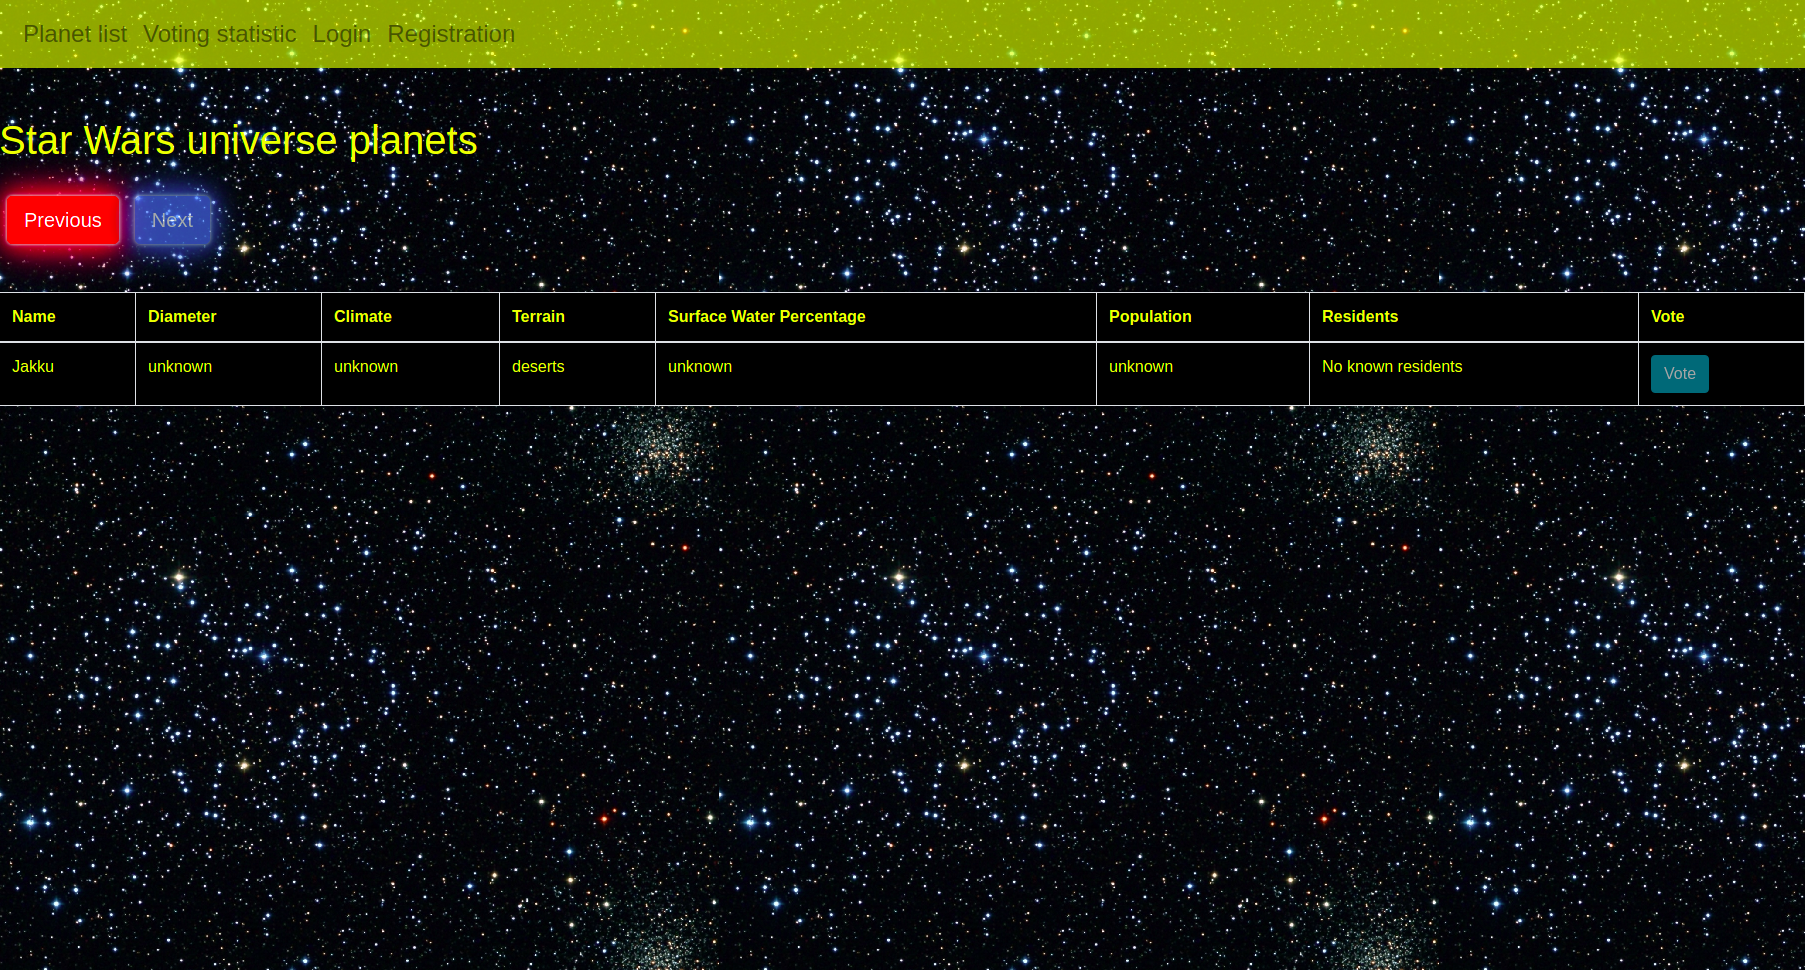 Planet list Voting statistic Login Registration
Star Wars universe planets
Previous Next
Name Diameter Climate Terrain Surface Water Percentage Population Residents Vote
Jakku unknown unknown deserts unknown unknown No known residents Vote